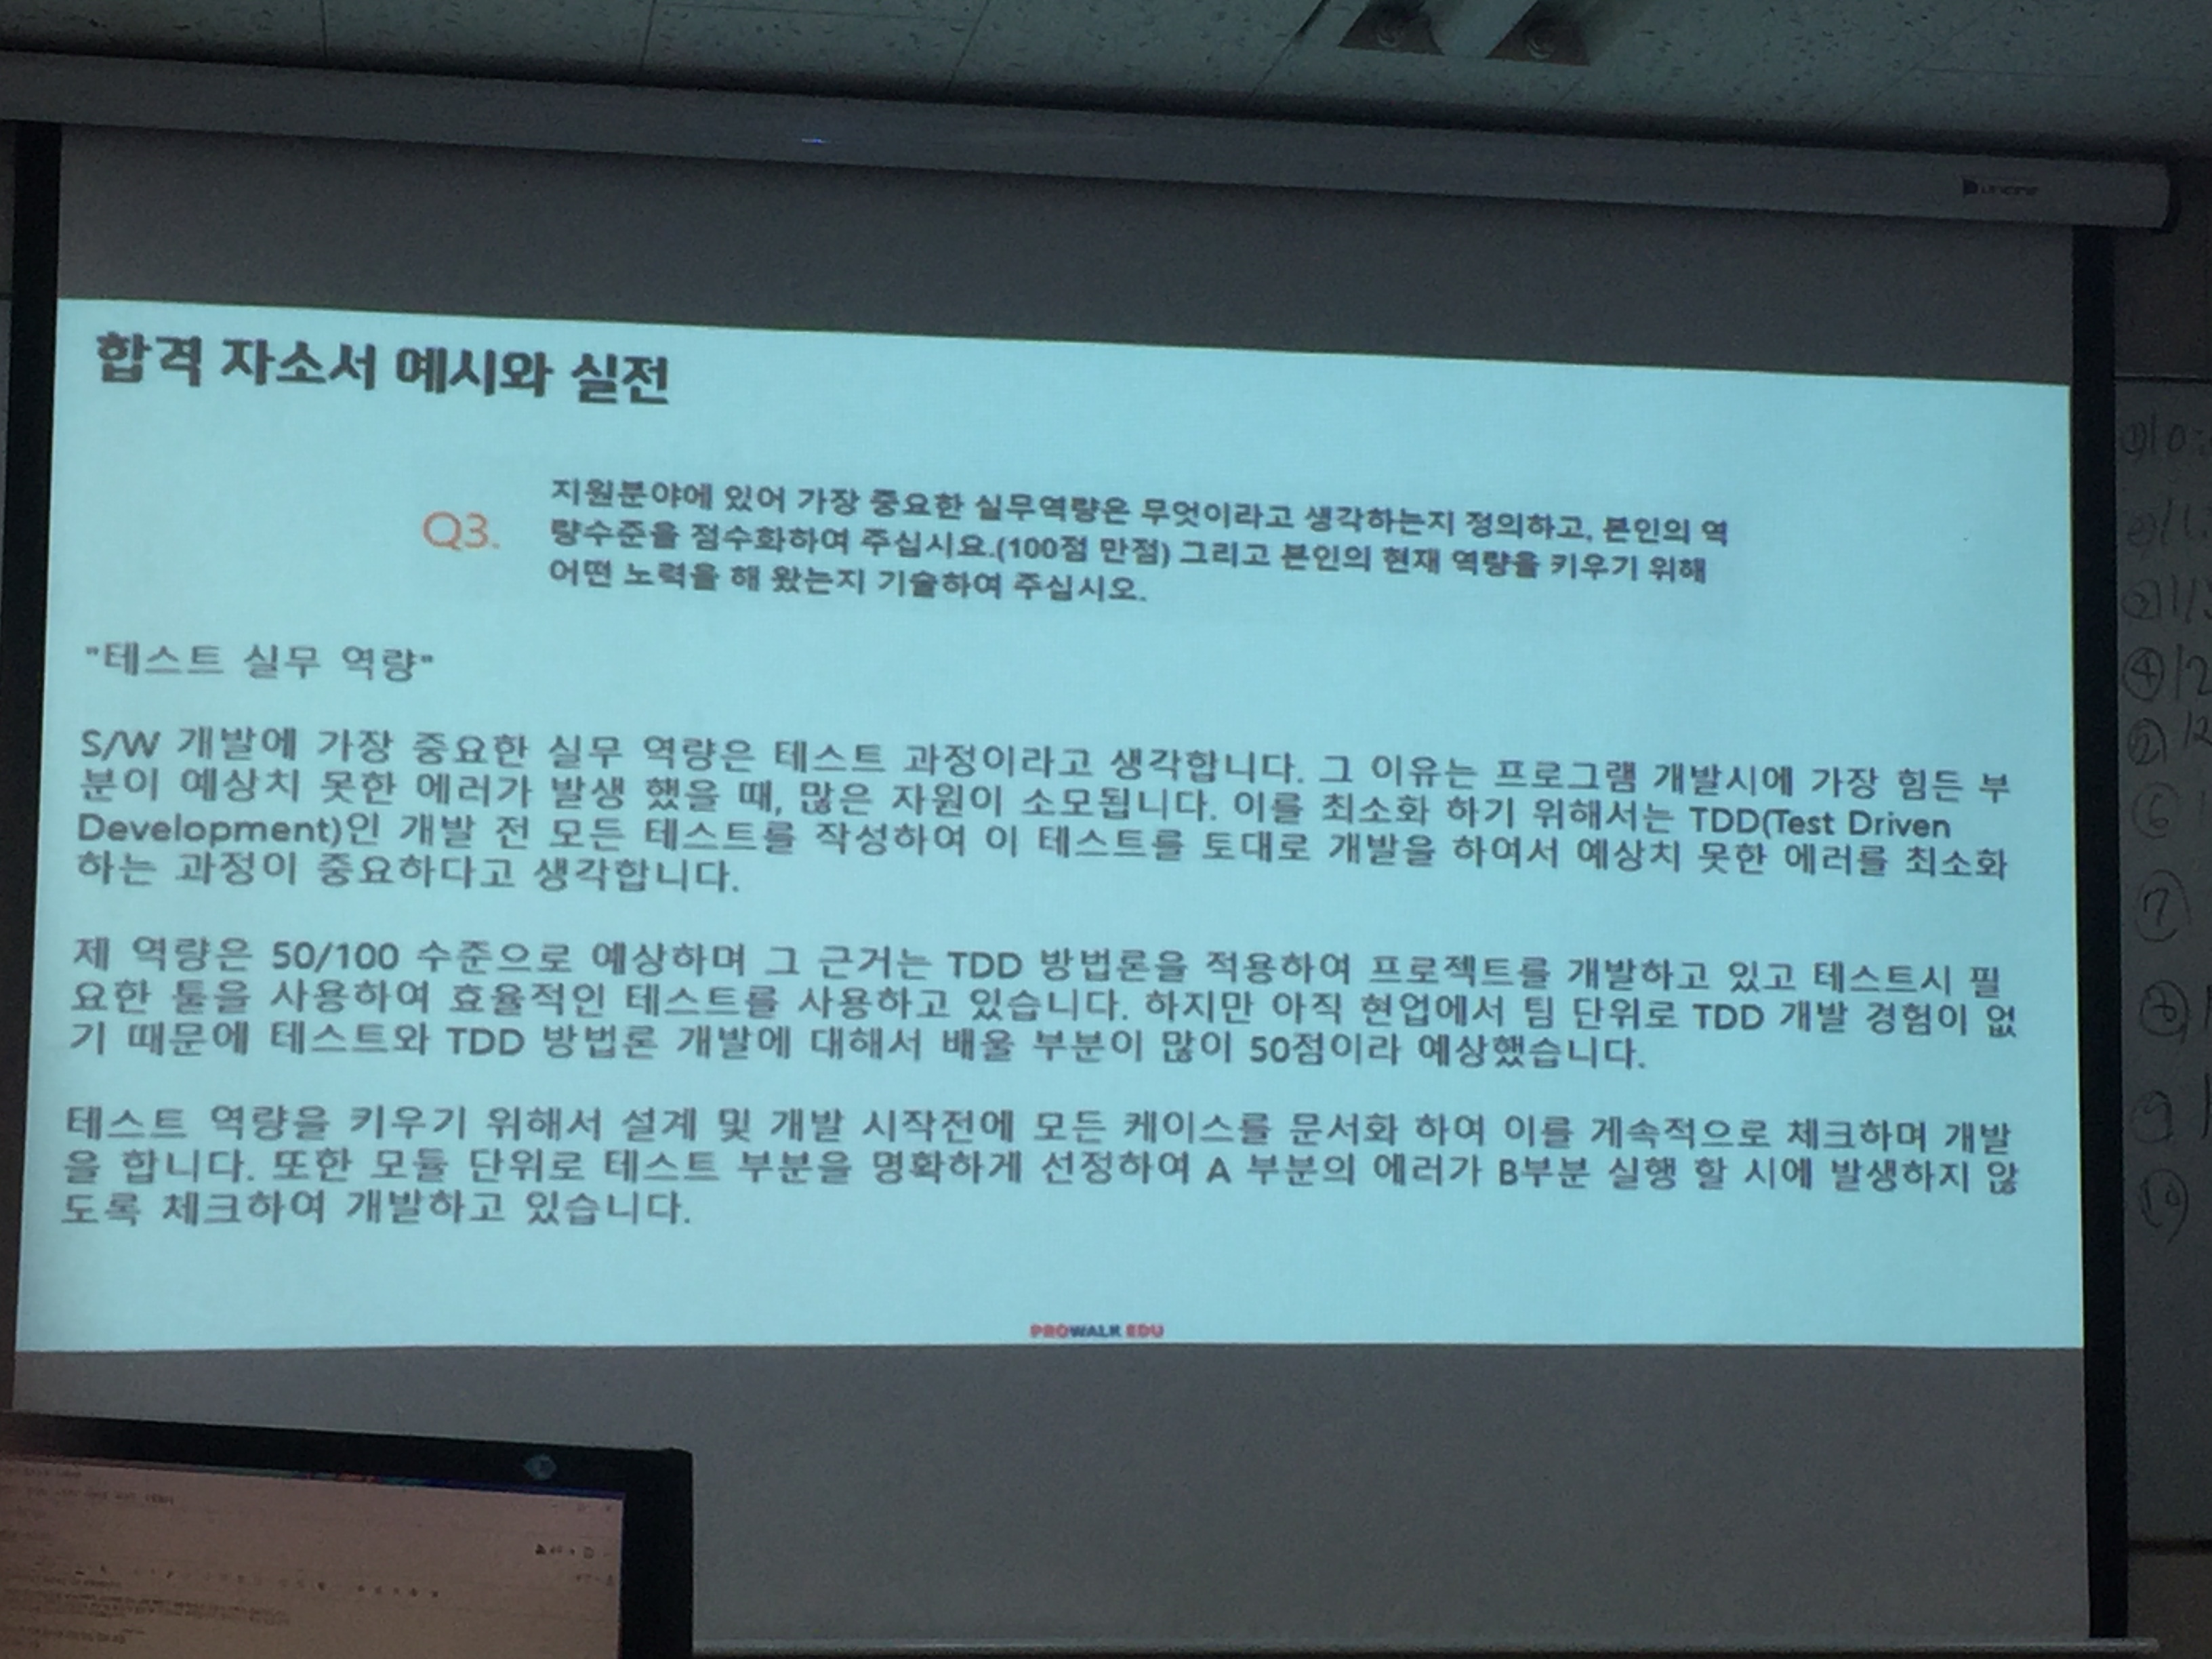 합격 자소서 예시와 실전
Q3.
지원분야에 있어 가장 중요한 실무역량은 무엇이라고 생각하는지 정의하고, 본인의 역
량수준을 점수화하여 주십시요.(100점 만점) 그리고 본인의 현재 역량을 키우기 위해
어떤 노력을 해 왔는지 기술하여 주십시오.
"테스트 실무 역량"
S/W 개발에 가장 중요한 실무 역량은 테스트 과정이라고 생각합니다. 그 이유는 프로그램 개발시에 가장 힘든 부
분이 예상치 못한 에러가 발생 했을 때, 많은 자원이 소모됩니다. 이를 최소화 하기 위해서는 TDD(Test Driven
Development)인 개발 전 모든 테스트를 작성하여 이 테스트를 토대로 개발을 하여서 예상치 못한 에러를 최소화
하는 과정이 중요하다고 생각합니다.
제 역량은 50/100 수준으로 예상하며 그 근거는 TDD 방법론을 적용하여 프로젝트를 개발하고 있고 테스트시 필
요한 툴을 사용하여 효율적인 테스트를 사용하고 있습니다. 하지만 아직 현업에서 팀 단위로 TDD 개발 경험이 없
기 때문에 테스트와 TDD 방법론 개발에 대해서 배울 부분이 많이 50점이라 예상했습니다.
테스트 역량을 키우기 위해서 설계 및 개발 시작전에 모든 케이스를 문서화 하여 이를 게속적으로 체크하며 개발
을 합니다. 또한 모듈 단위로 테스트 부분을 명확하게 선정하여 A 부분의 에러가 B부분 실행 할 시에 발생하지 않
도록 체크하여 개발하고 있습니다.
PROWALK EDU
④12
⑥
⑦
⑨
⑩